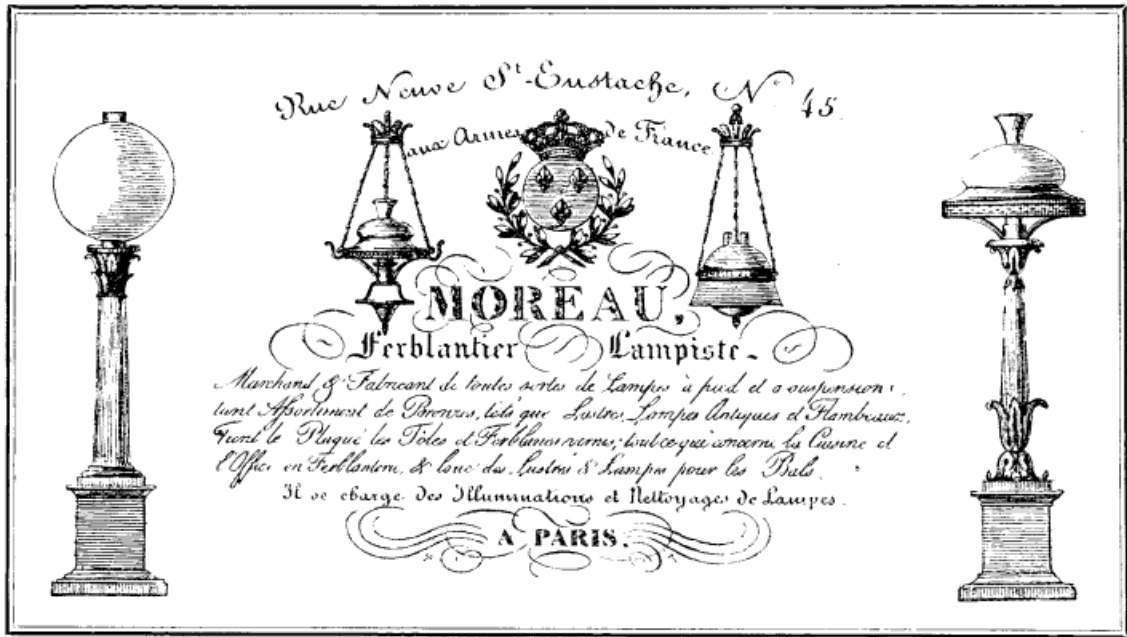 Rue Neuve St-Eustache, N° 45
aux Armes de France
MOREAU,
Ferblantier Lampiste.
Marchand & Fabricant de toutes sortes de Lampes à pied et a suspension;
tient Assortiment de Bronzes, tels que Lustres, Lampes Antiques et Flambeaux,
Tient le Plaqué les Tôles et Ferblancs vernis, tout ce qui concerne la Cuisine et
l'Office en Ferblanterie, & loue des Lustres & Lampes pour les Bals.
Il se charge des Illuminations et Nettoyages de Lampes.
A PARIS.